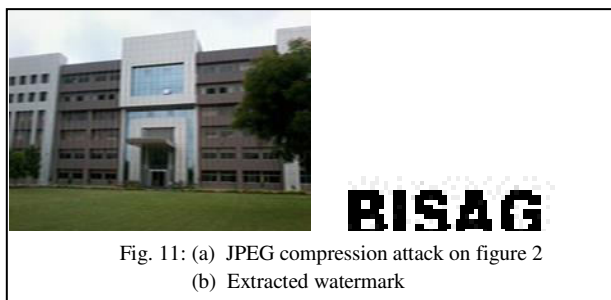 BISAG
Fig. 11: (a) JPEG compression attack on figure 2
(b) Extracted watermark